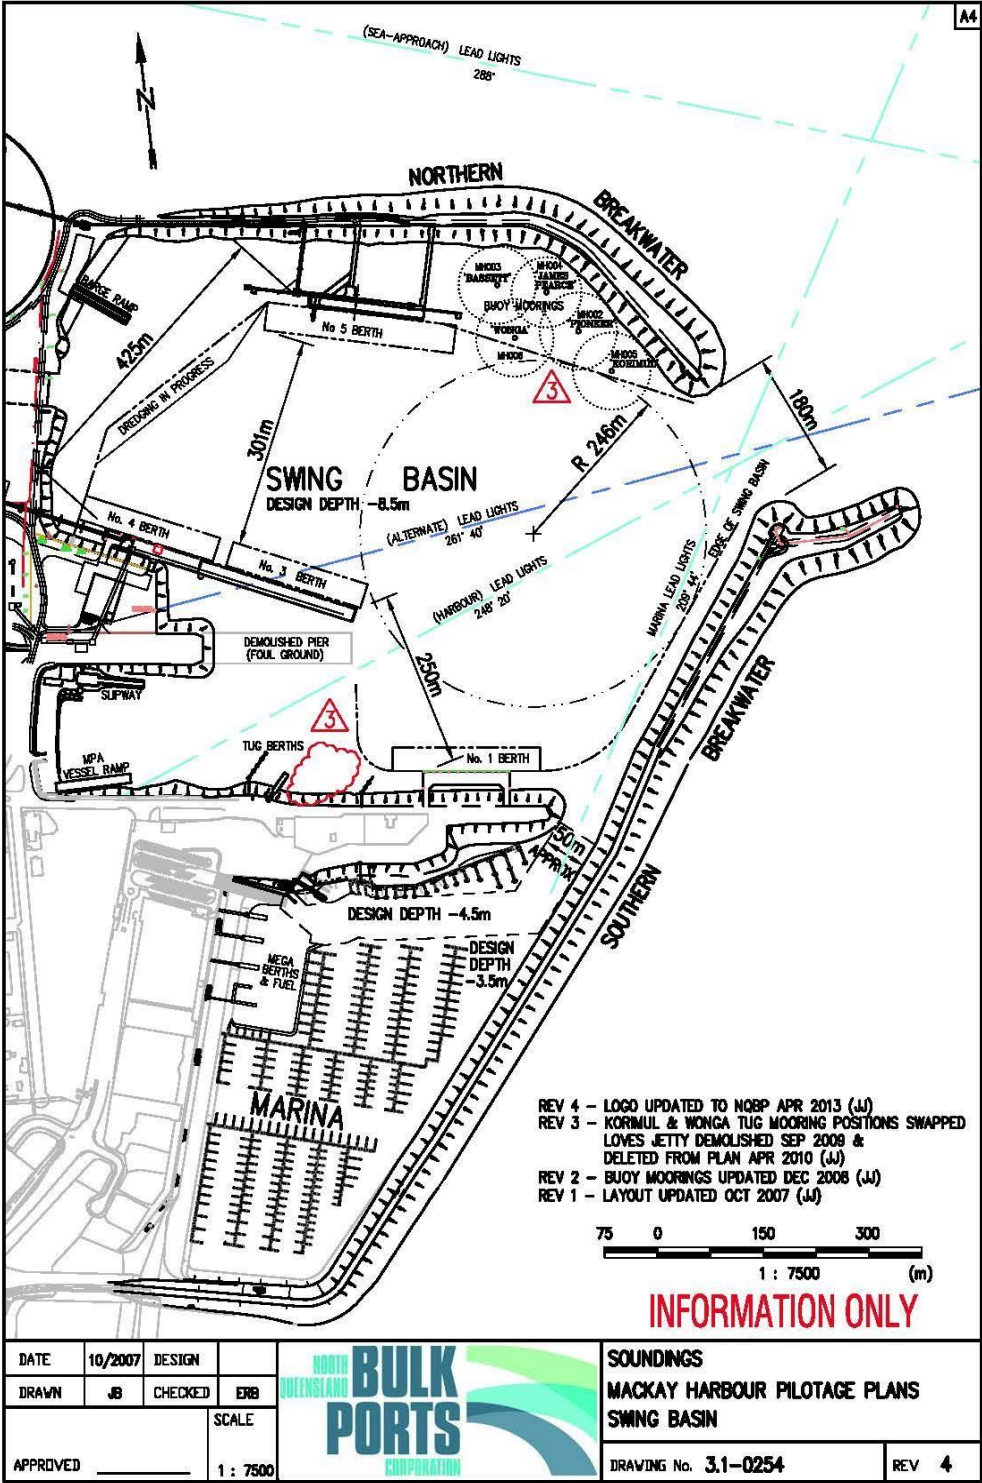 A4
(SEA-APPROACH) LEAD LIGHTS
288°
N
NORTHERN
BREAKWATER
BARGE RAMP
MH003
BASSETT
MH004
JAMES
PEARCE
BUOY MOORINGS
MH002
PIONEER
WONGA
MH006
MH005
KORIMUL
No 5 BERTH
425m
DREDGING IN PROGRESS
301m
3
R 246m
180m
SWING BASIN
DESIGN DEPTH -8.5m
No. 4 BERTH
No. 3 BERTH
(ALTERNATE) LEAD LIGHTS
261° 40'
(HARBOUR) LEAD LIGHTS
248° 20'
MARINA LEAD LIGHTS
209° 44'
EDGE OF SWING BASIN
DEMOLISHED PIER
(FOUL GROUND)
SLIPWAY
250m
3
TUG BERTHS
MPA
VESSEL RAMP
No. 1 BERTH
BREAKWATER
SOUTHERN
50m
APPROX
DESIGN DEPTH -4.5m
DESIGN
DEPTH
-3.5m
MEGA
BERTHS
& FUEL
MARINA
REV 4 - LOGO UPDATED TO NQBP APR 2013 (JJ)
REV 3 - KORIMUL & WONGA TUG MOORING POSITIONS SWAPPED
LOVES JETTY DEMOLISHED SEP 2009 &
DELETED FROM PLAN APR 2010 (JJ)
REV 2 - BUOY MOORINGS UPDATED DEC 2008 (JJ)
REV 1 - LAYOUT UPDATED OCT 2007 (JJ)
75 0 150 300
1 : 7500 (m)
INFORMATION ONLY
DATE 10/2007 DESIGN
DRAWN JB CHECKED ERB
SCALE
APPROVED 1 : 7500
NORTH
QUEENSLAND
BULK
PORTS
CORPORATION
SOUNDINGS
MACKAY HARBOUR PILOTAGE PLANS
SWING BASIN
DRAWING No. 3.1-0254 REV 4